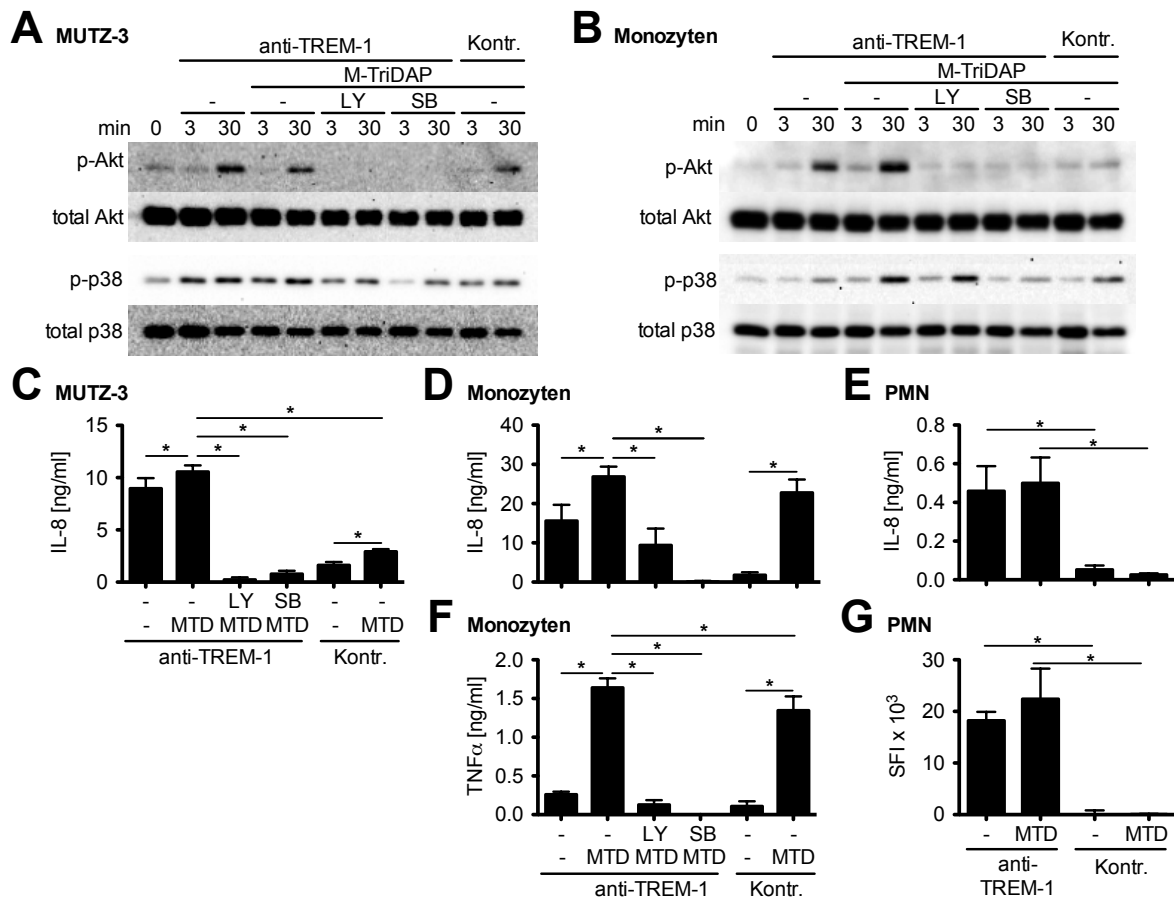 A MUTZ-3
anti-TREM-1 Kontr.
M-TriDAP
- - LY SB -
min 0 3 30 3 30 3 30 3 30 3 30
p-Akt
total Akt
p-p38
total p38
B Monozyten
anti-TREM-1 Kontr.
M-TriDAP
- - LY SB -
min 0 3 30 3 30 3 30 3 30 3 30
p-Akt
total Akt
p-p38
total p38
C MUTZ-3
IL-8 [ng/ml]
15
10
5
0
* * * * *
- - LY SB - -
- MTD MTD MTD - MTD
anti-TREM-1 Kontr.
D Monozyten
IL-8 [ng/ml]
40
30
20
10
0
* * * *
E PMN
IL-8 [ng/ml]
0.8
0.6
0.4
0.2
0.0
* *
F Monozyten
TNFα [ng/ml]
2.0
1.5
1.0
0.5
0.0
* * * * *
- - LY SB - -
- MTD MTD MTD - MTD
anti-TREM-1 Kontr.
G PMN
SFI x 10³
30
20
10
0
* *
- MTD - MTD
anti- Kontr.
TREM-1